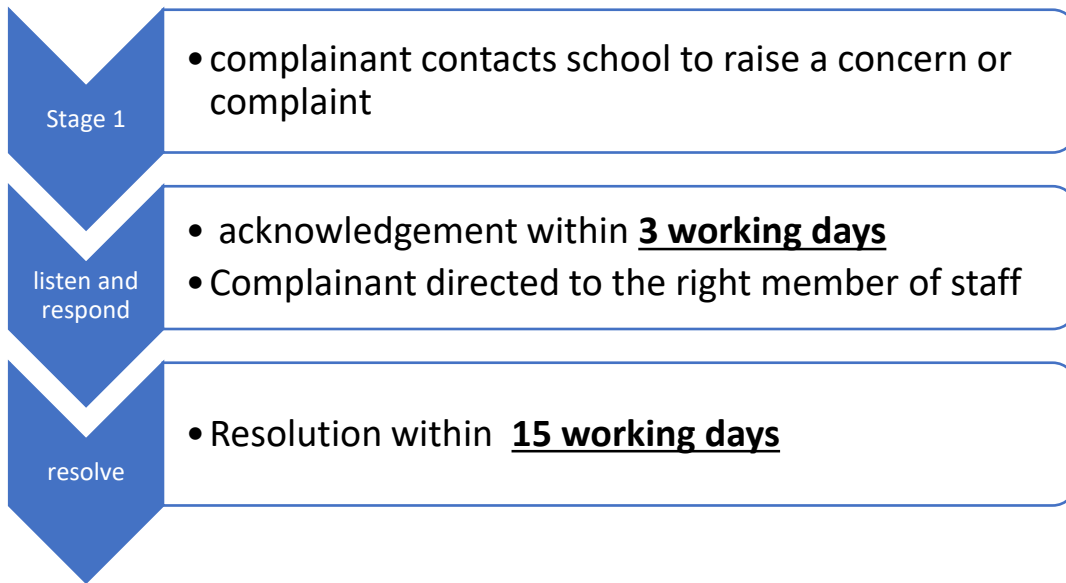 Stage 1
•complainant contacts school to raise a concern or
complaint
listen and
respond
• acknowledgement within 3 working days
•Complainant directed to the right member of staff
resolve
•Resolution within 15 working days